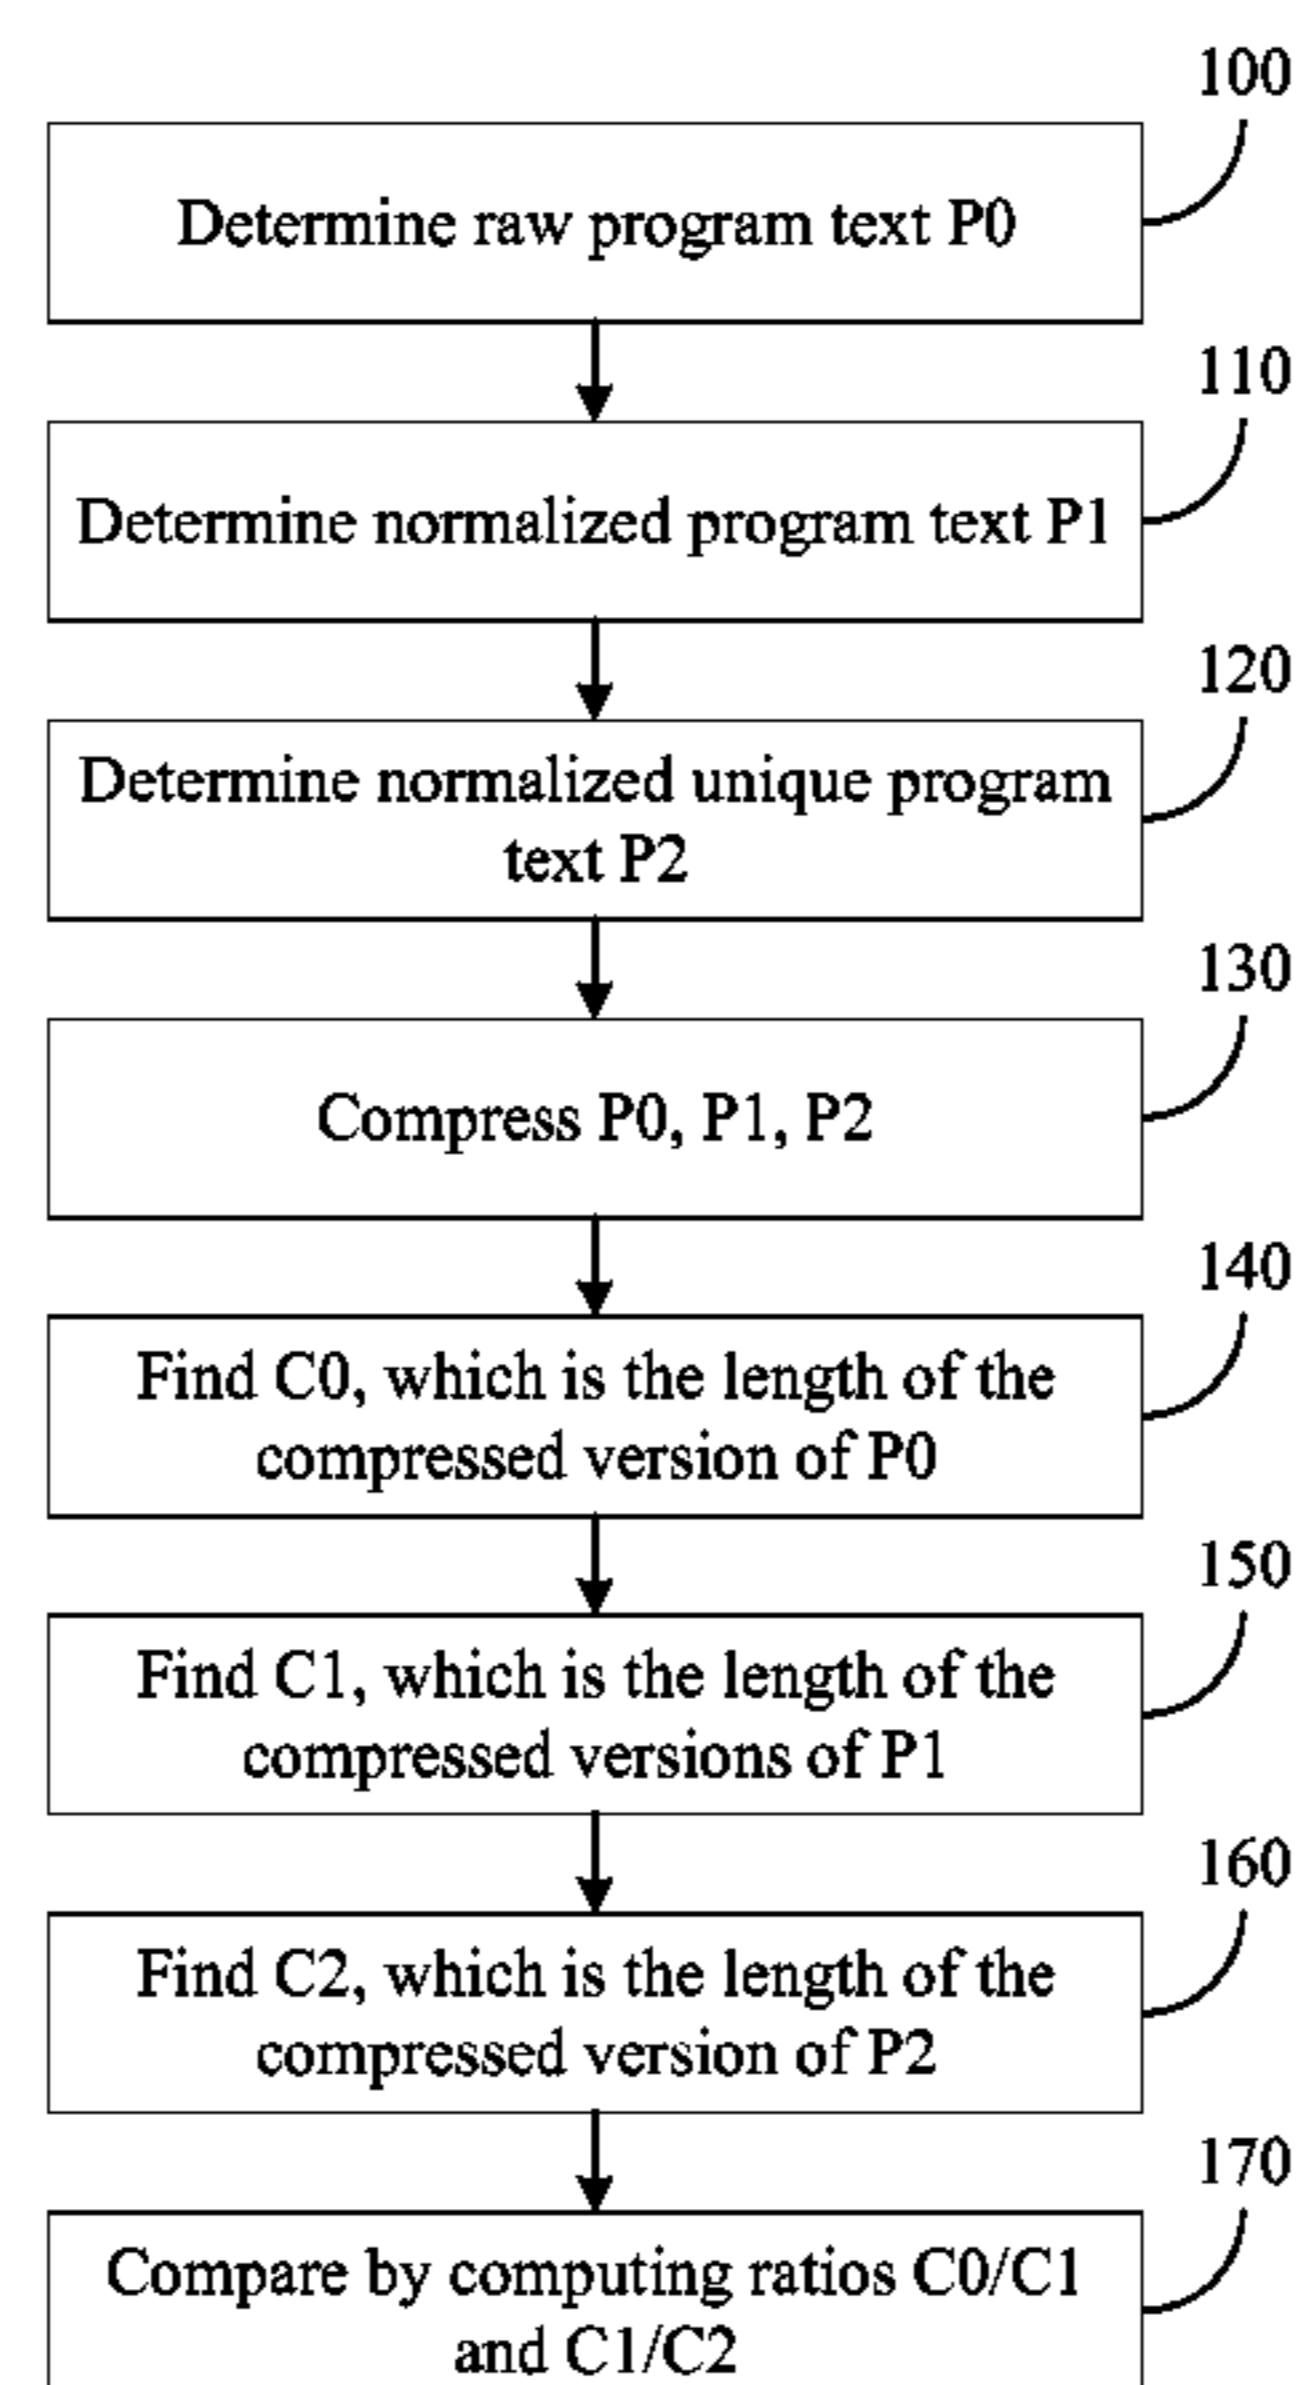 100
Determine raw program text P0
110
Determine normalized program text P1
120
Determine normalized unique program
text P2
130
Compress P0, P1, P2
140
Find C0, which is the length of the
compressed version of P0
150
Find C1, which is the length of the
compressed versions of P1
160
Find C2, which is the length of the
compressed version of P2
170
Compare by computing ratios C0/C1
and C1/C2